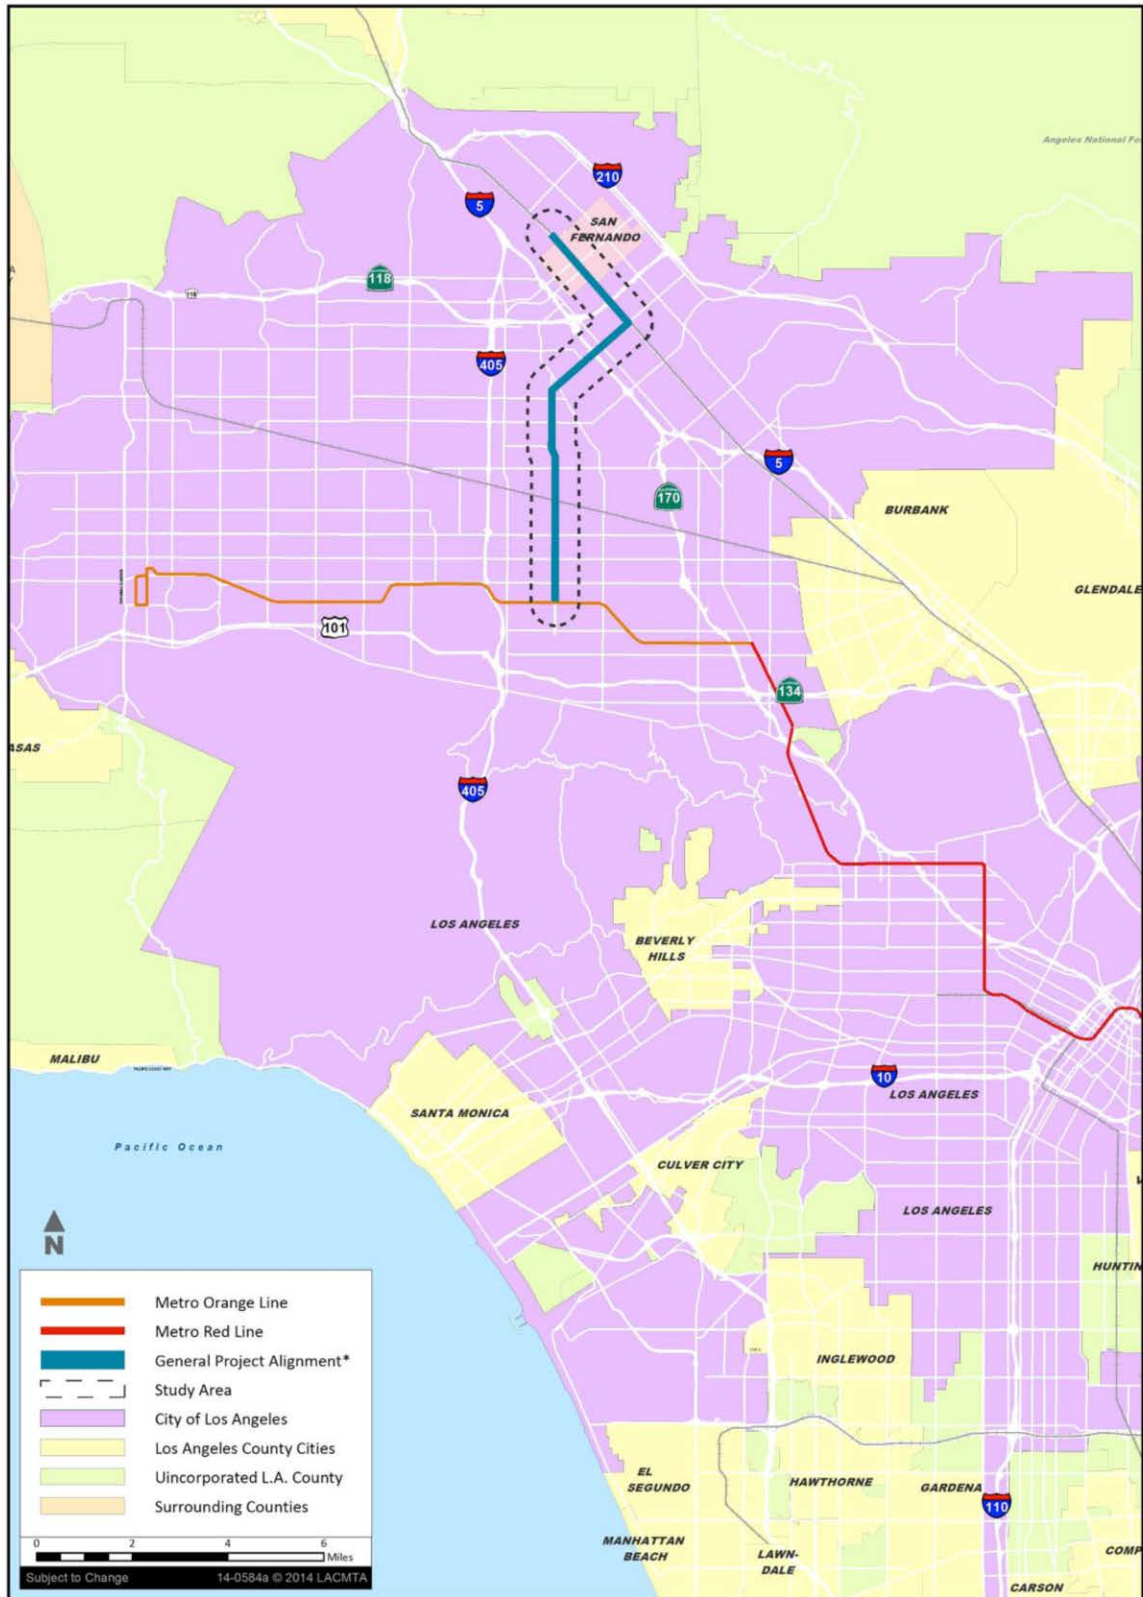 Angeles National Fo
210
5
SAN
FERNANDO
118
118
405
5
170
BURBANK
GLENDALE
101
134
ASAS
405
LOS ANGELES
BEVERLY
HILLS
MALIBU
PACIFIC COAST HWY
10
LOS ANGELES
SANTA MONICA
Pacific Ocean
CULVER CITY
LOS ANGELES
N
HUNTIN
Metro Orange Line
Metro Red Line
General Project Alignment*
Study Area
City of Los Angeles
Los Angeles County Cities
Uincorporated L.A. County
Surrounding Counties
0 2 4 6
Miles
Subject to Change 14-0584a © 2014 LACMTA
INGLEWOOD
EL
SEGUNDO
HAWTHORNE
GARDENA
110
MANHATTAN
BEACH
LAWN-
DALE
COMP
CARSON